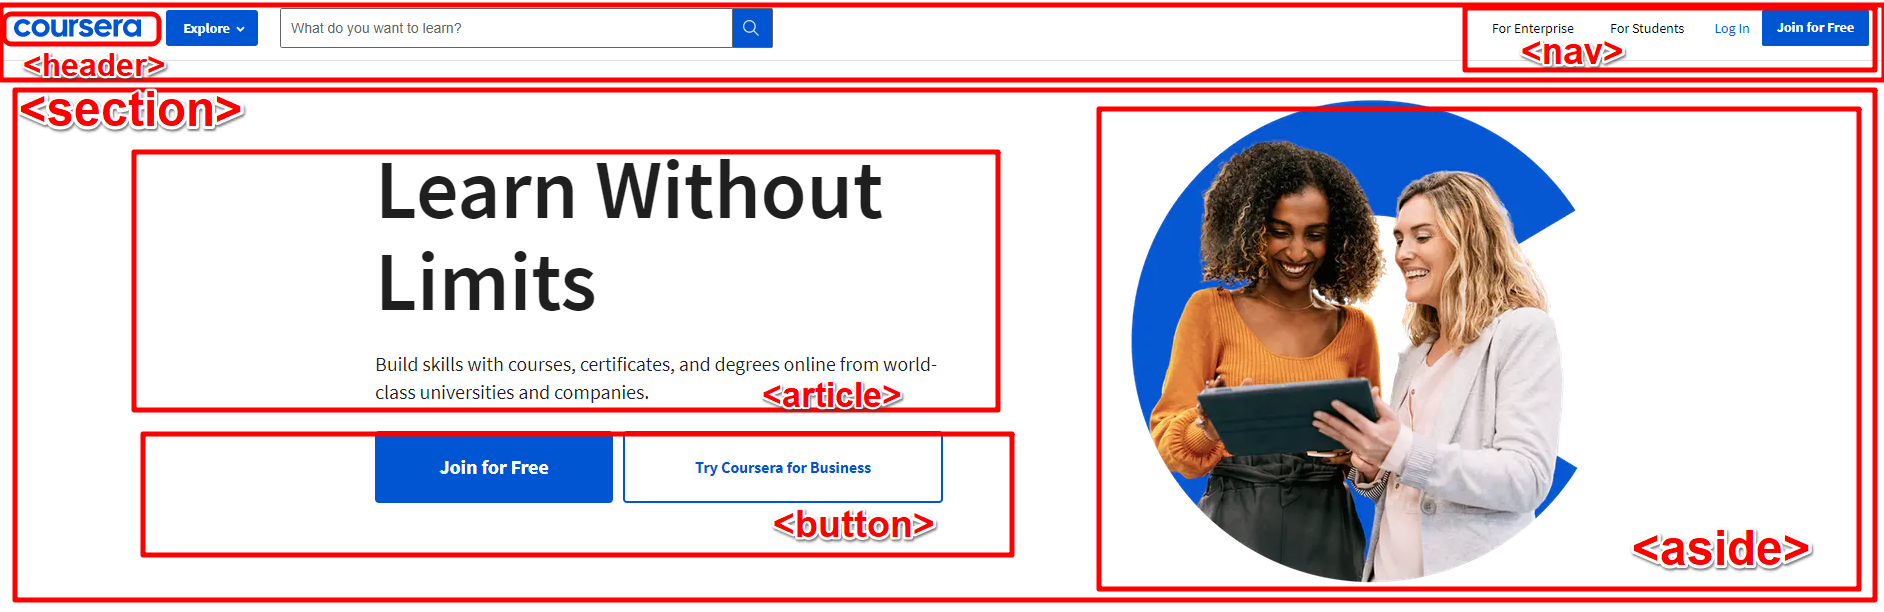 coursera Explore What do you want to learn? For Enterprise For Students Log In Join for Free
<header> <nav>
<section>
Learn Without
Limits
Build skills with courses, certificates, and degrees online from world-
class universities and companies.
<article>
Join for Free Try Coursera for Business
<button>
<aside>